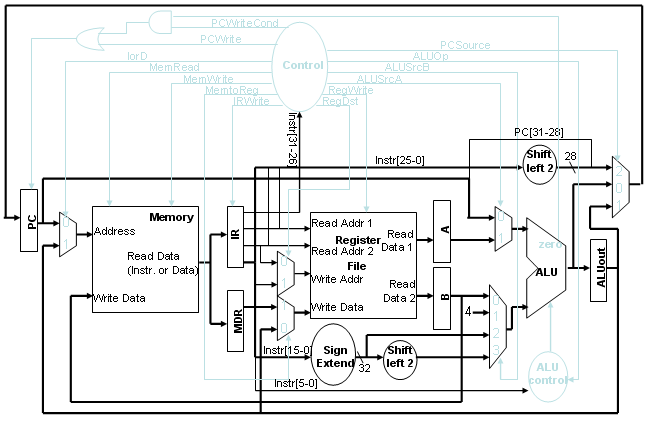 PCWriteCond
PCWrite
PCSource
IorD
ALUOp
MemRead
Control
ALUSrcB
MemWrite
ALUSrcA
MemtoReg
RegWrite
IRWrite
RegDst
Instr[31-26]
PC[31-28]
Instr[25-0]
Shift
left 2
28
2
0
1
PC
0
1
Memory
Address
Read Data
(Instr. or Data)
Write Data
IR
MDR
Read Addr 1
Register
Read Addr 2
File
Write Addr
Write Data
Read
Data 1
Read
Data 2
0
1
1
0
A
B
0
1
zero
ALU
ALUout
4
0
1
2
3
Instr[15-0]
Sign
Extend
32
Shift
left 2
Instr[5-0]
ALU
control